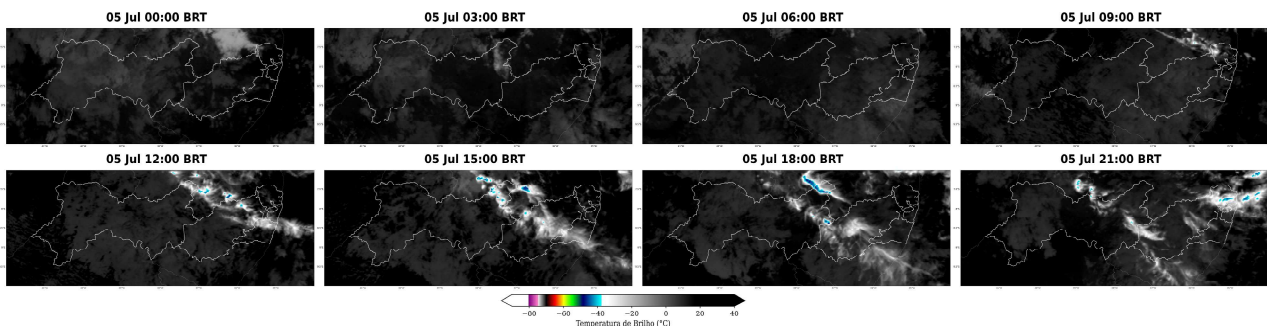 05 Jul 00:00 BRT
05 Jul 03:00 BRT
05 Jul 06:00 BRT
05 Jul 09:00 BRT
05 Jul 12:00 BRT
05 Jul 15:00 BRT
05 Jul 18:00 BRT
05 Jul 21:00 BRT
−80 −60 −40 −20 0 20 40
Temperatura de Brilho (°C)